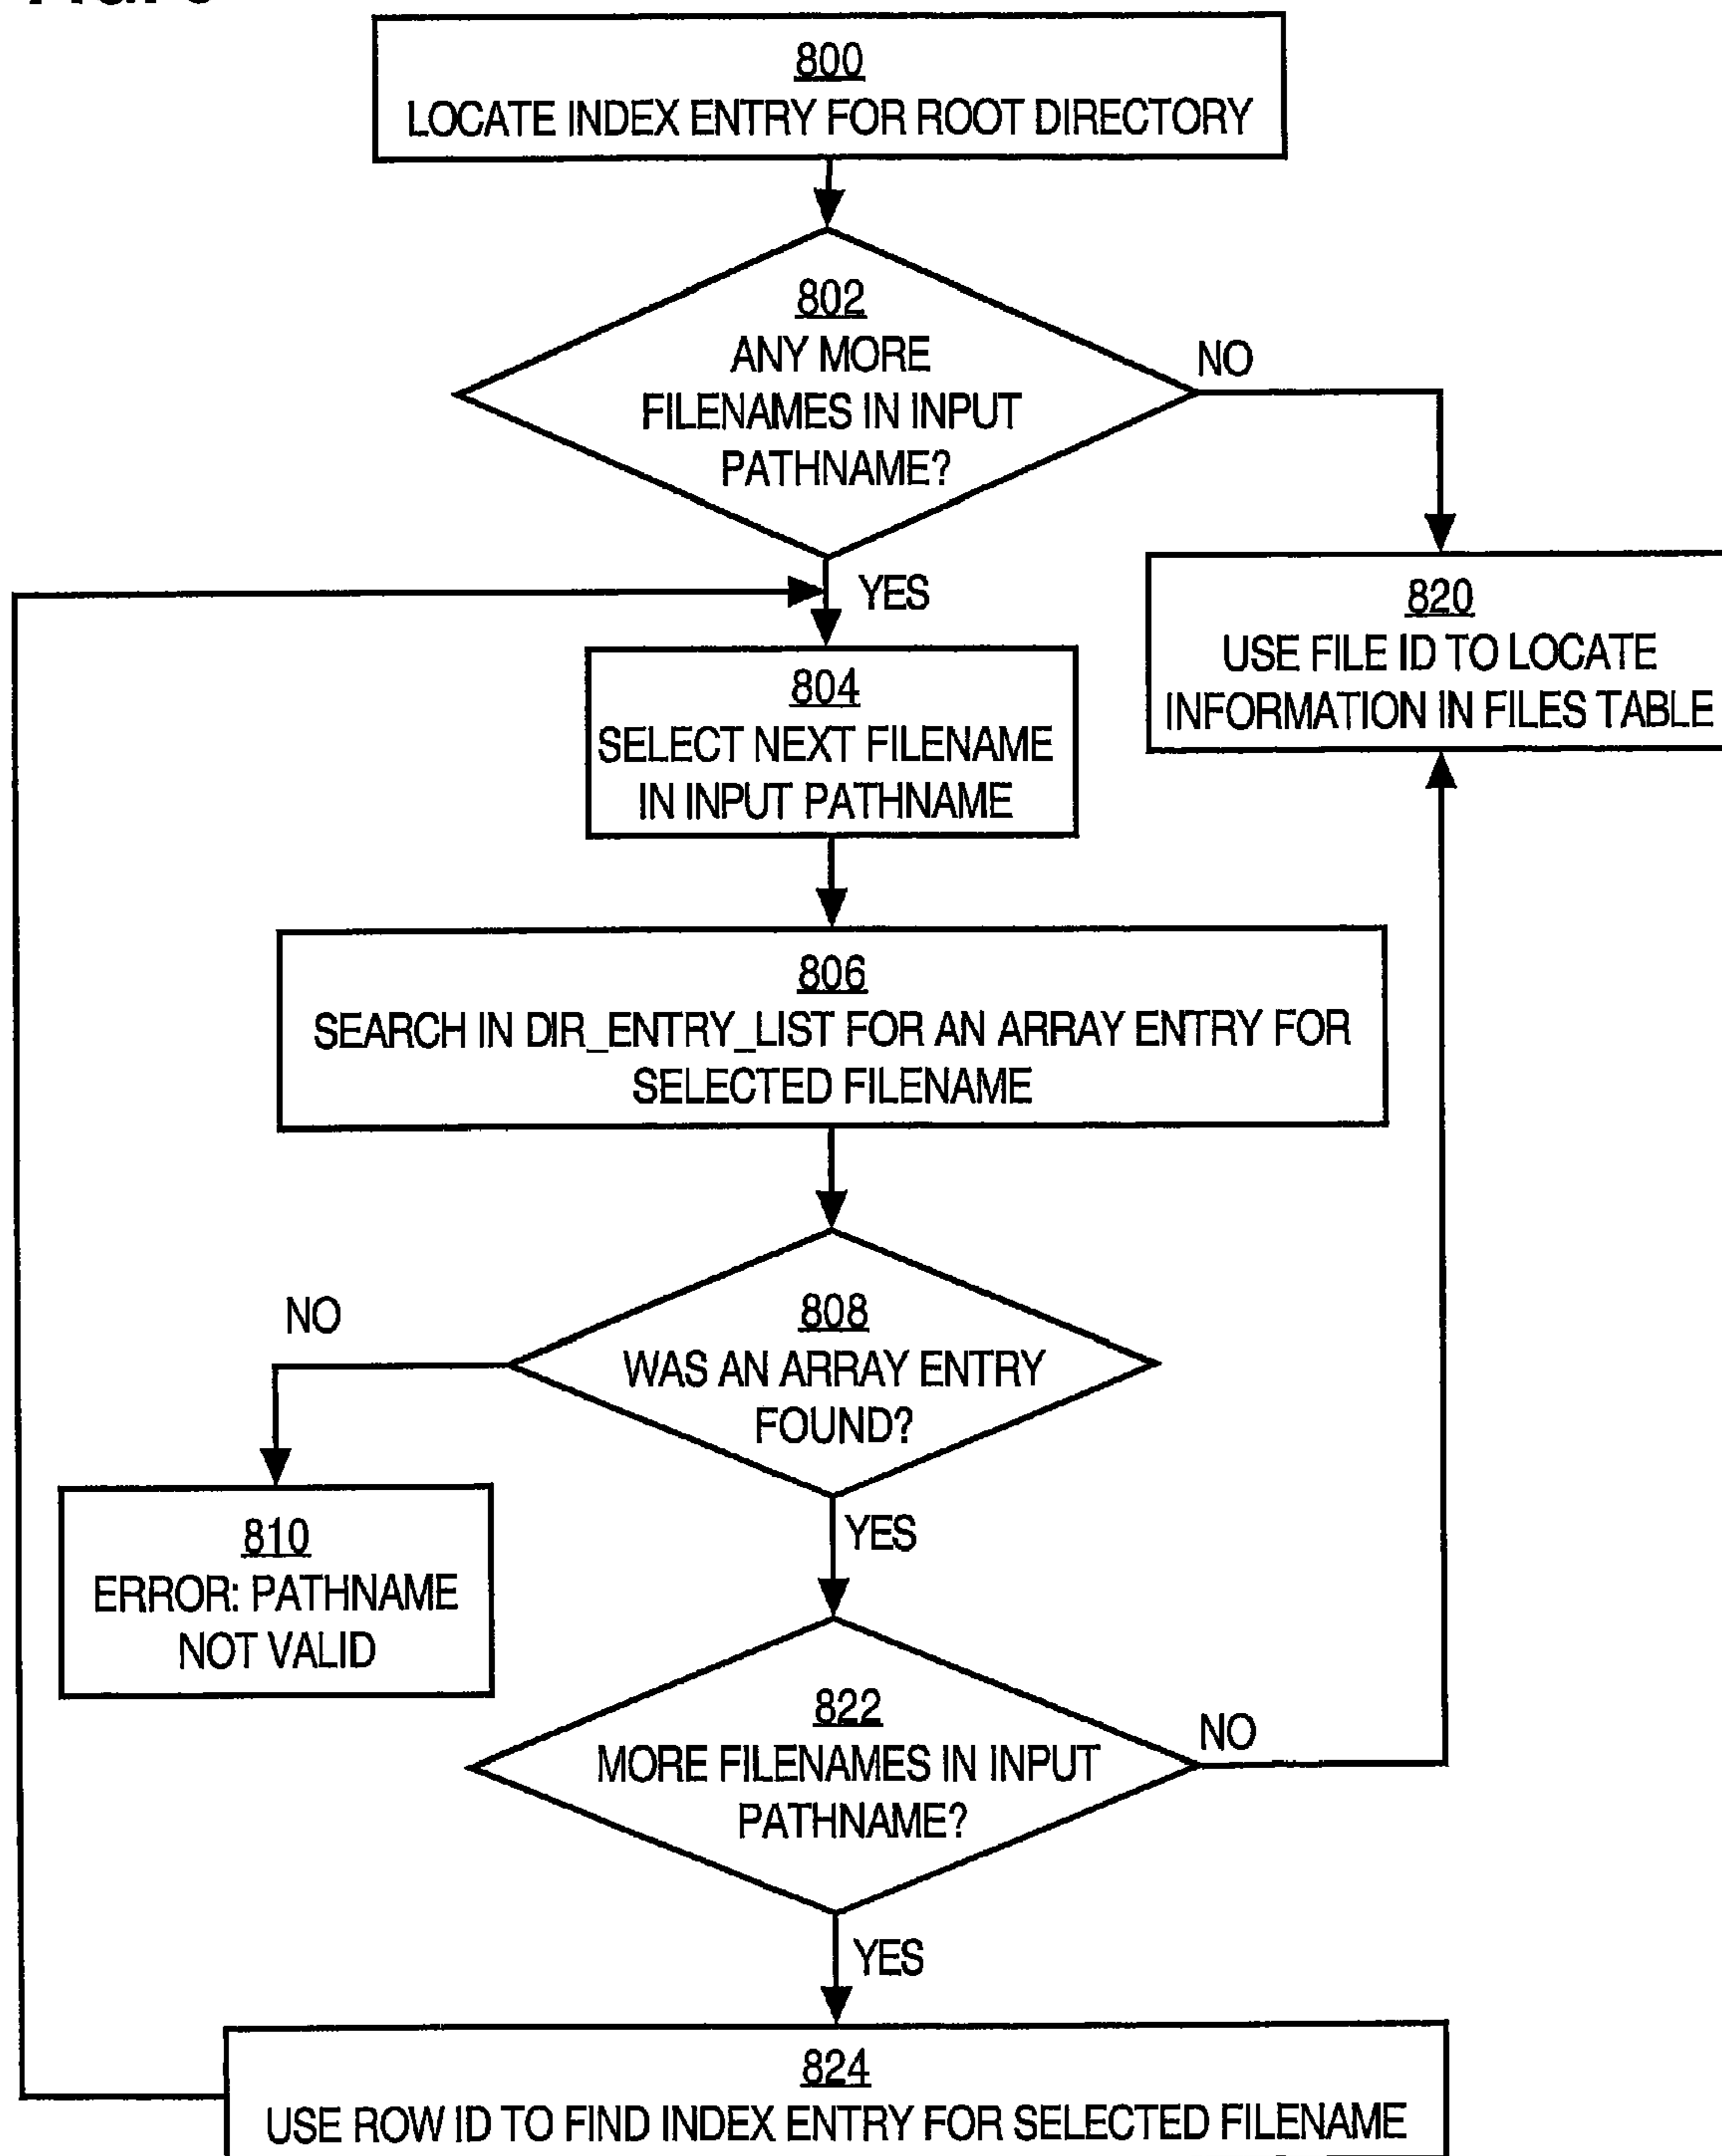 800
LOCATE INDEX ENTRY FOR ROOT DIRECTORY
802
ANY MORE
FILENAMES IN INPUT
PATHNAME?
NO
YES
820
USE FILE ID TO LOCATE
INFORMATION IN FILES TABLE
804
SELECT NEXT FILENAME
IN INPUT PATHNAME
806
SEARCH IN DIR_ENTRY_LIST FOR AN ARRAY ENTRY FOR
SELECTED FILENAME
NO
808
WAS AN ARRAY ENTRY
FOUND?
YES
810
ERROR: PATHNAME
NOT VALID
822
MORE FILENAMES IN INPUT
PATHNAME?
NO
YES
824
USE ROW ID TO FIND INDEX ENTRY FOR SELECTED FILENAME